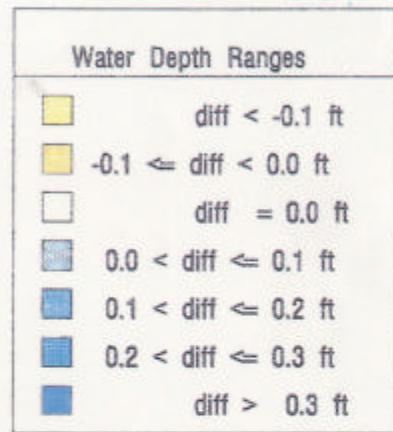 Water Depth Ranges
diff < -0.1 ft
-0.1 <= diff < 0.0 ft
diff = 0.0 ft
0.0 < diff <= 0.1 ft
0.1 < diff <= 0.2 ft
0.2 < diff <= 0.3 ft
diff > 0.3 ft